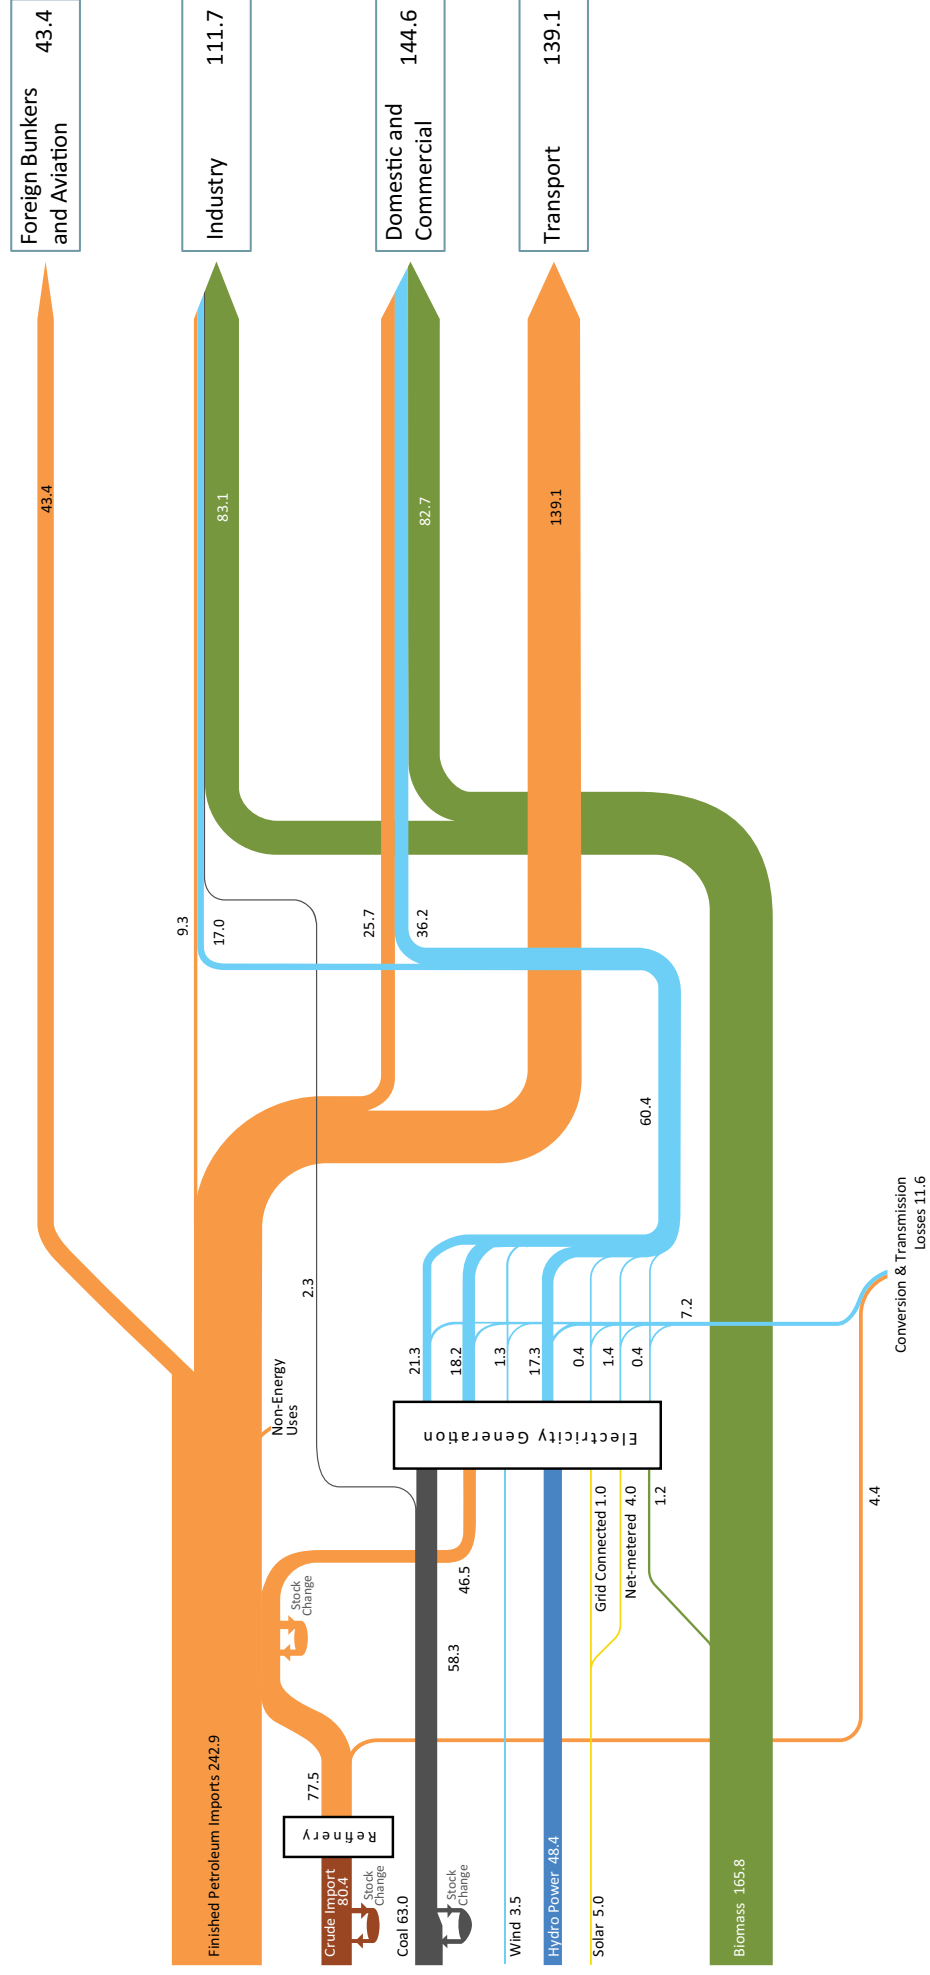 Foreign Bunkers
and Aviation
43.4
Industry
111.7
Domestic and
Commercial
144.6
Transport
139.1
43.4
83.1
82.7
139.1
9.3
17.0
25.7
36.2
2.3
60.4
Non-Energy
Uses
21.3
18.2
1.3
17.3
0.4
1.4
0.4
7.2
Conversion & Transmission
Losses 11.6
Electricity Generation
46.5
58.3
Grid Connected 1.0
Net-metered 4.0
1.2
4.4
Stock
Change
77.5
Refinery
Finished Petroleum Imports 242.9
Crude Import
80.4
Stock
Change
Coal 63.0
Stock
Change
Wind 3.5
Hydro Power 48.4
Solar 5.0
Biomass 165.8